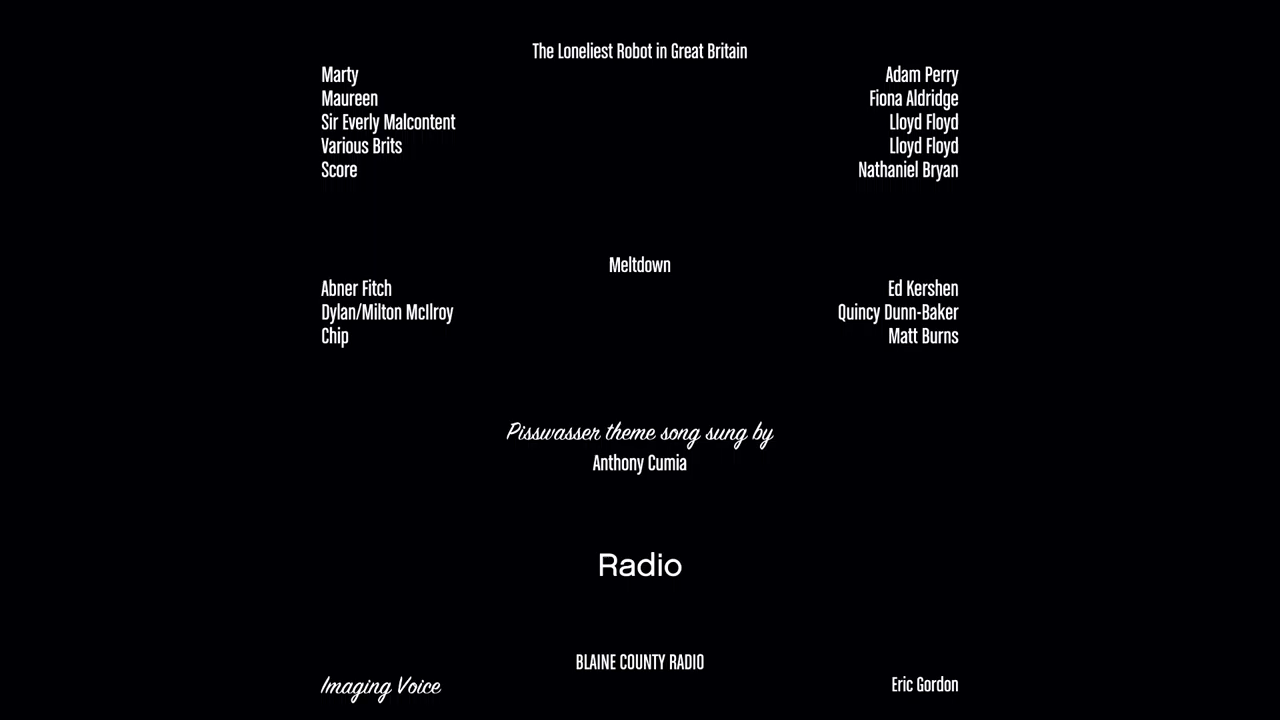 The Loneliest Robot in Great Britain
Marty Adam Perry
Maureen Fiona Aldridge
Sir Everly Malcontent Lloyd Floyd
Various Brits Lloyd Floyd
Score Nathaniel Bryan
Meltdown
Abner Fitch Ed Kershen
Dylan/Milton McIlroy Quincy Dunn-Baker
Chip Matt Burns
Pisswasser theme song sung by
Anthony Cumia
Radio
BLAINE COUNTY RADIO
Imaging Voice Eric Gordon